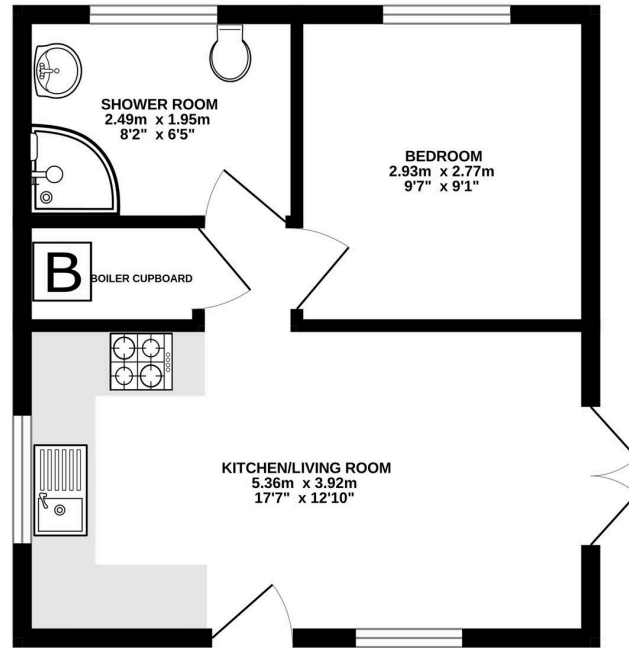 SHOWER ROOM
2.49m x 1.95m
8'2" x 6'5"
BEDROOM
2.93m x 2.77m
9'7" x 9'1"
B
BOILER CUPBOARD
KITCHEN/LIVING ROOM
5.36m x 3.92m
17'7" x 12'10"